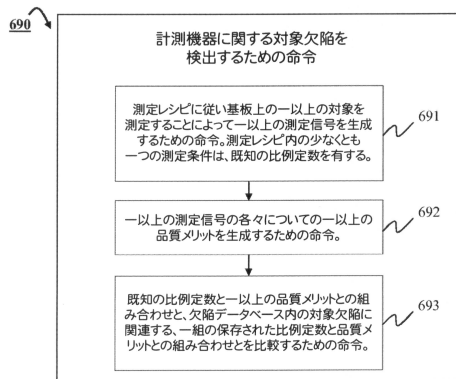 690
計測機器に関する対象欠陥を
検出するための命令
測定レシピに従い基板上の一以上の対象を
測定することによって一以上の測定信号を生成
するための命令。測定レシピ内の少なくとも
一つの測定条件は、既知の比例定数を有する。
691
一以上の測定信号の各々についての一以上の
品質メリットを生成するための命令。
692
既知の比例定数と一以上の品質メリットとの組
み合わせと、欠陥データベース内の対象欠陥に
関連する、一組の保存された比例定数と品質メ
リットとの組み合わせとを比較するための命令。
693